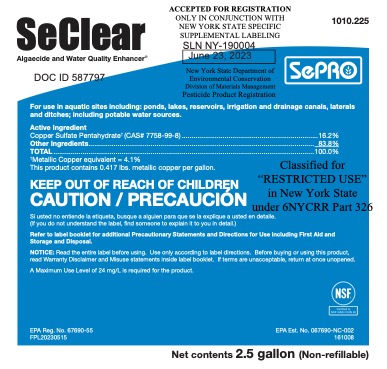 SeClear
Algaecide and Water Quality Enhancer®
DOC ID 587797
ACCEPTED FOR REGISTRATION
ONLY IN CONJUNCTION WITH
NEW YORK STATE SPECIFIC
SUPPLEMENTAL LABELING
SLN NY-190004
June 23, 2023
New York State Department of
Environmental Conservation
Division of Materials Management
Pesticide Product Registration
1010.225
SePRO
For use in aquatic sites including: ponds, lakes, reservoirs, irrigation and drainage canals, laterals
and ditches; including potable water sources.
Active Ingredient
Copper Sulfate Pentahydrate† (CAS# 7758-99-8) 16.2%
Other Ingredients 83.8%
TOTAL 100.0%
†Metallic Copper equivalent = 4.1%
This product contains 0.417 lbs. metallic copper per gallon.
Classified for
"RESTRICTED USE"
in New York State
under 6NYCRR Part 326
KEEP OUT OF REACH OF CHILDREN
CAUTION / PRECAUCIÓN
Si usted no entiende la etiqueta, busque a alguien para que se la explique a usted en detalle.
(If you do not understand the label, find someone to explain it to you in detail.)
Refer to label booklet for additional Precautionary Statements and Directions for Use including First Aid and
Storage and Disposal.
NOTICE: Read the entire label before using. Use only according to label directions. Before buying or using this product,
read Warranty Disclaimer and Misuse statements inside label booklet. If terms are unacceptable, return at once unopened.
A Maximum Use Level of 24 mg/L is required for the product.
NSF
EPA Reg. No. 67690-55
FPL20230515
EPA Est. No. 067690-NC-002
161008
Net contents 2.5 gallon (Non-refillable)